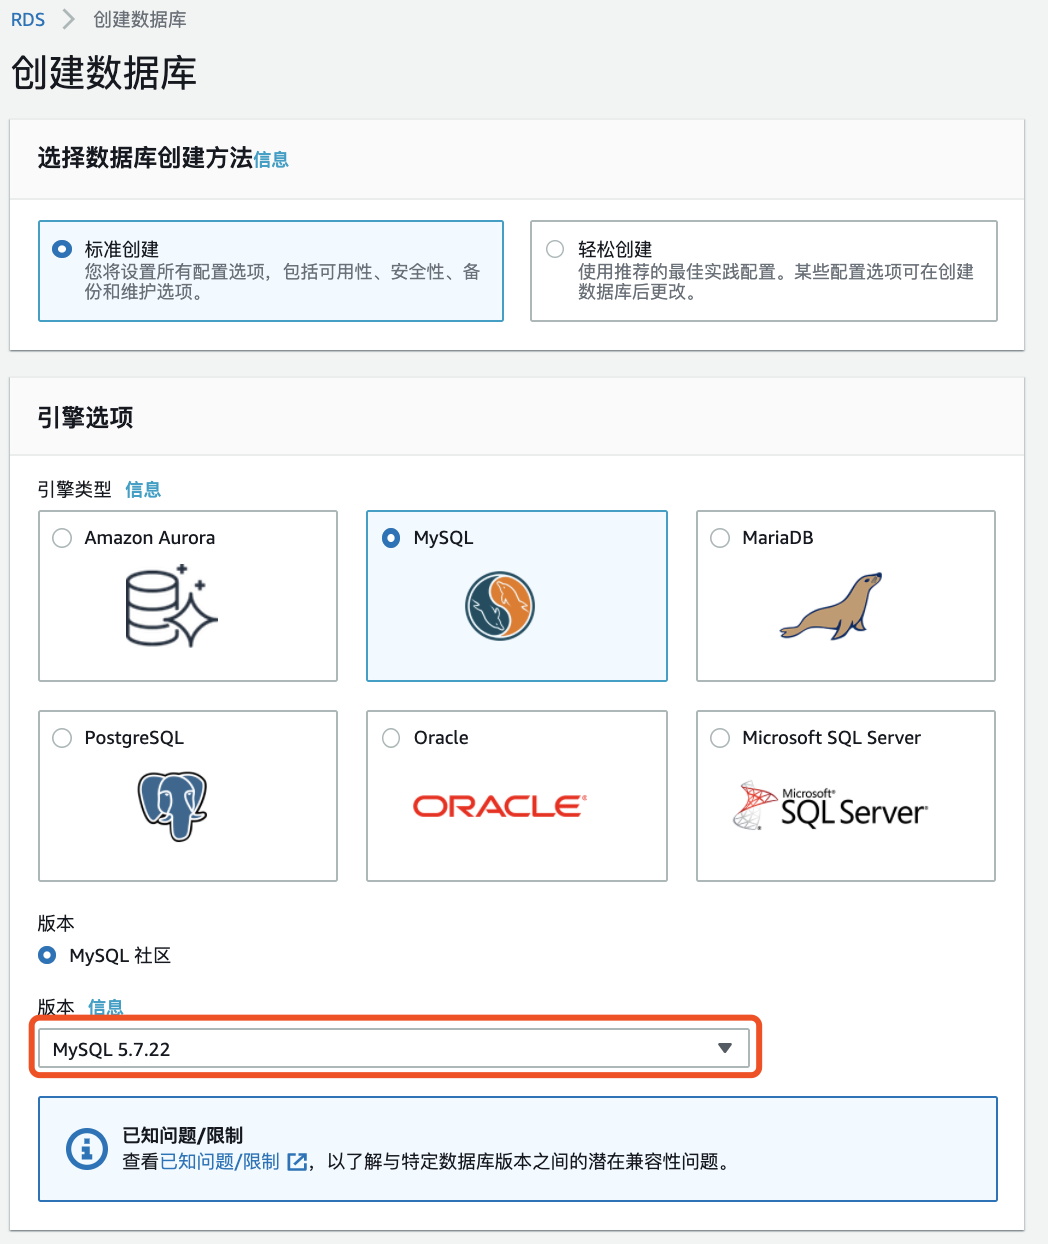 RDS > 创建数据库
创建数据库
选择数据库创建方法信息
标准创建
您将设置所有配置选项，包括可用性、安全性、备
份和维护选项。
轻松创建
使用推荐的最佳实践配置。某些配置选项可在创建
数据库后更改。
引擎选项
引擎类型 信息
Amazon Aurora
MySQL
MariaDB
PostgreSQL
Oracle
ORACLE®
Microsoft SQL Server
Microsoft®
SQL Server®
版本
MySQL 社区
版本 信息
MySQL 5.7.22
已知问题/限制
查看已知问题/限制，以了解与特定数据库版本之间的潜在兼容性问题。